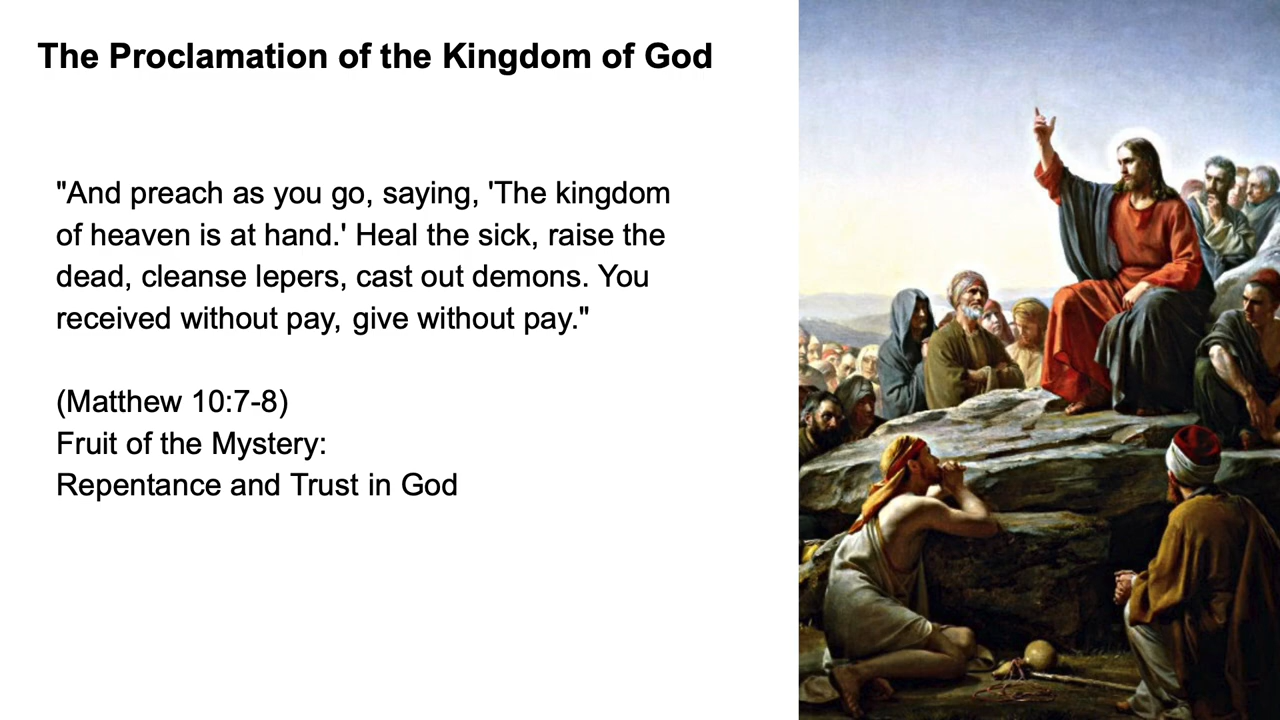 The Proclamation of the Kingdom of God
"And preach as you go, saying, 'The kingdom
of heaven is at hand.' Heal the sick, raise the
dead, cleanse lepers, cast out demons. You
received without pay, give without pay."
(Matthew 10:7-8)
Fruit of the Mystery:
Repentance and Trust in God